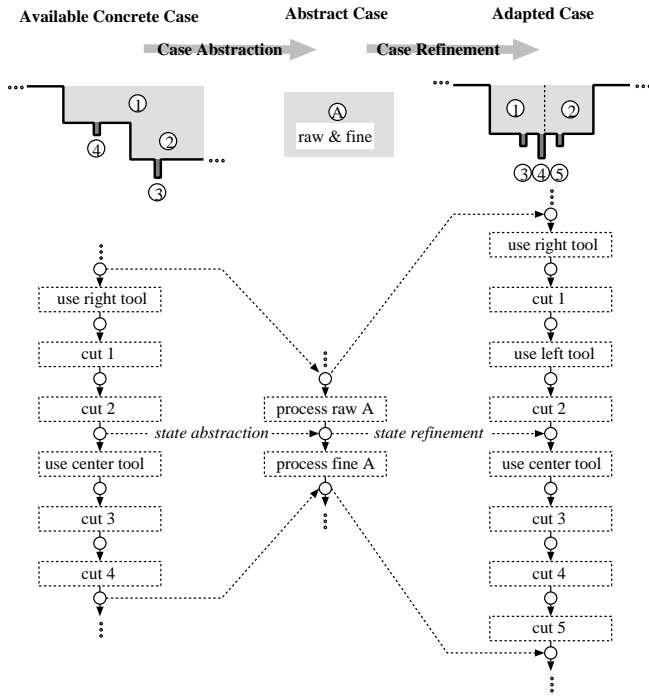 Available Concrete Case
Abstract Case
Adapted Case
Case Abstraction
Case Refinement
1
2
4
3
A
raw & fine
1
2
3 4 5
use right tool
cut 1
cut 2
use center tool
cut 3
cut 4
state abstraction
process raw A
process fine A
state refinement
use right tool
cut 1
use left tool
cut 2
use center tool
cut 3
cut 4
cut 5